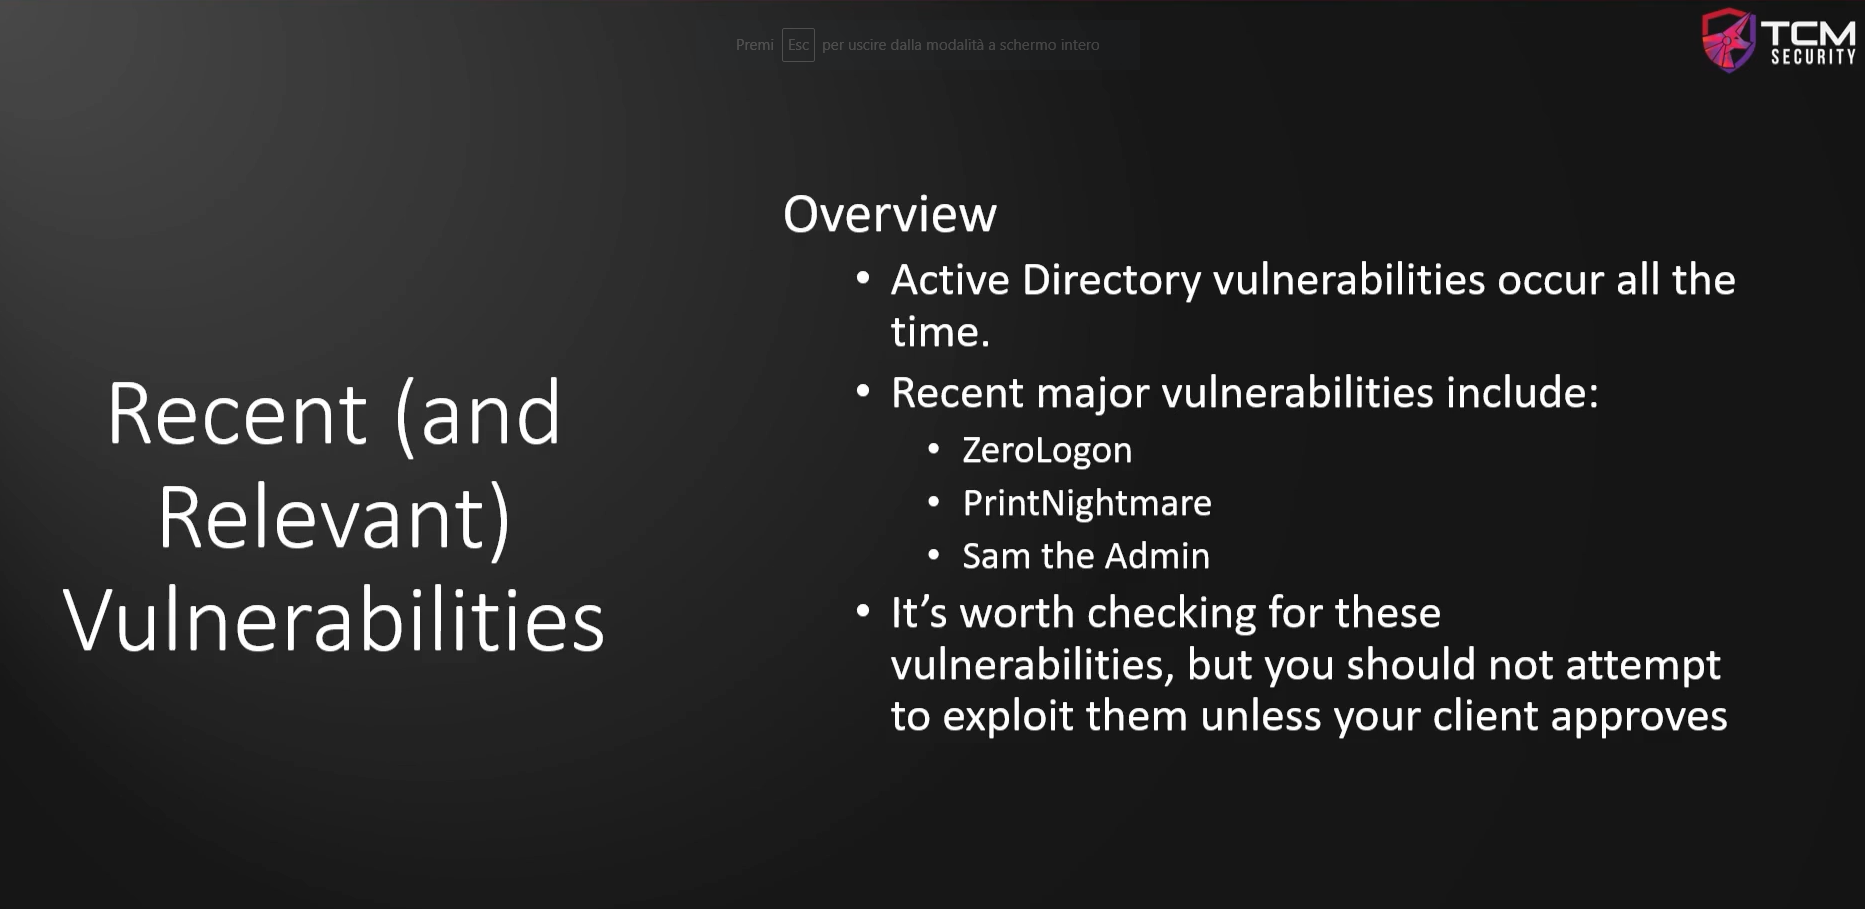 Premi Esc per uscire dalla modalità a schermo intero
TCM
SECURITY
Recent (and
Relevant)
Vulnerabilities
Overview
• Active Directory vulnerabilities occur all the
time.
• Recent major vulnerabilities include:
• ZeroLogon
• PrintNightmare
• Sam the Admin
• It’s worth checking for these
vulnerabilities, but you should not attempt
to exploit them unless your client approves